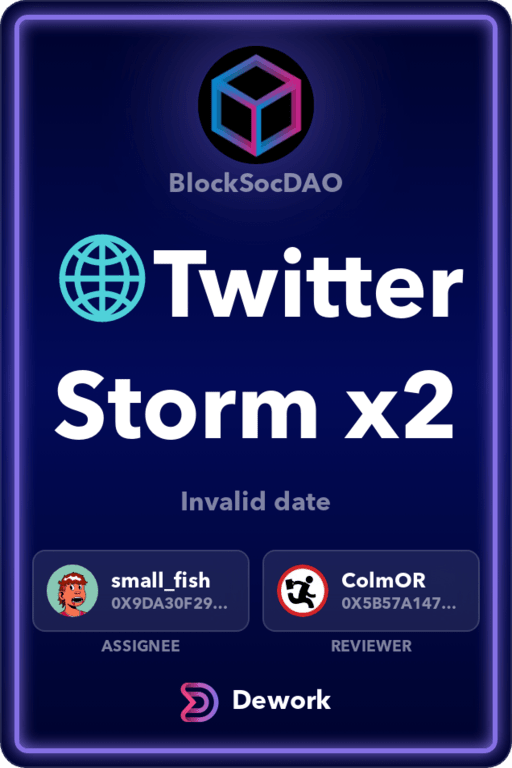 BlockSocDAO
Twitter
Storm x2
Invalid date
small_fish
0X9DA30F29...
ASSIGNEE
ColmOR
0X5B57A147...
REVIEWER
Dework